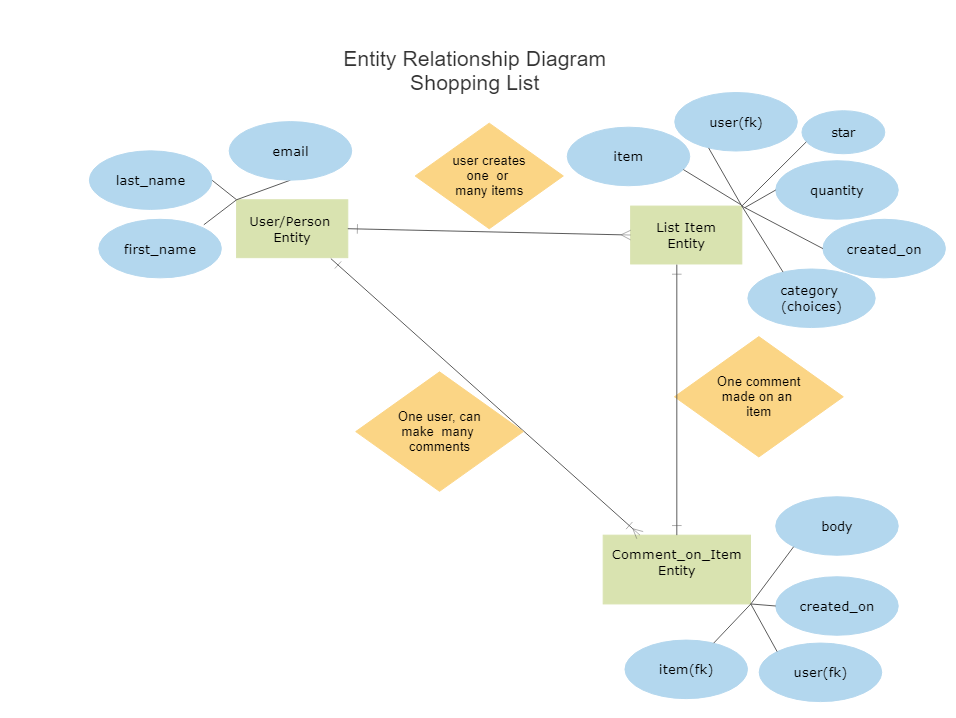 Entity Relationship Diagram
Shopping List
user(fk)
star
email
item
user creates
one or
many items
last_name
quantity
User/Person
Entity
List Item
Entity
first_name
created_on
category
(choices)
One comment
made on an
item
One user, can
make many
comments
body
Comment_on_Item
Entity
created_on
item(fk)
user(fk)